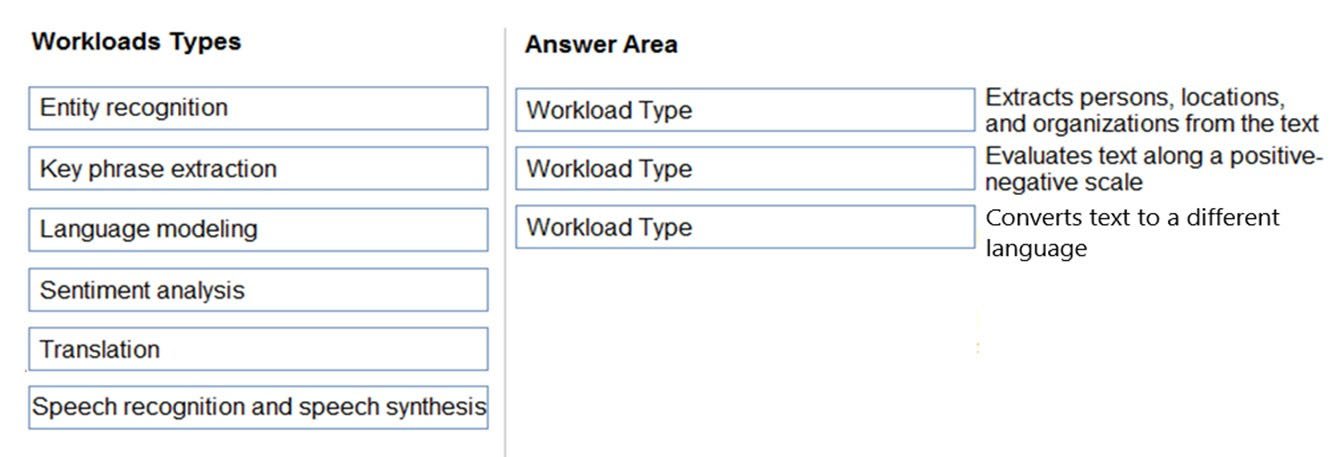 Workloads Types
Entity recognition
Key phrase extraction
Language modeling
Sentiment analysis
Translation
Speech recognition and speech synthesis
Answer Area
Workload Type
Extracts persons, locations,
and organizations from the text
Workload Type
Evaluates text along a positive-
negative scale
Workload Type
Converts text to a different
language